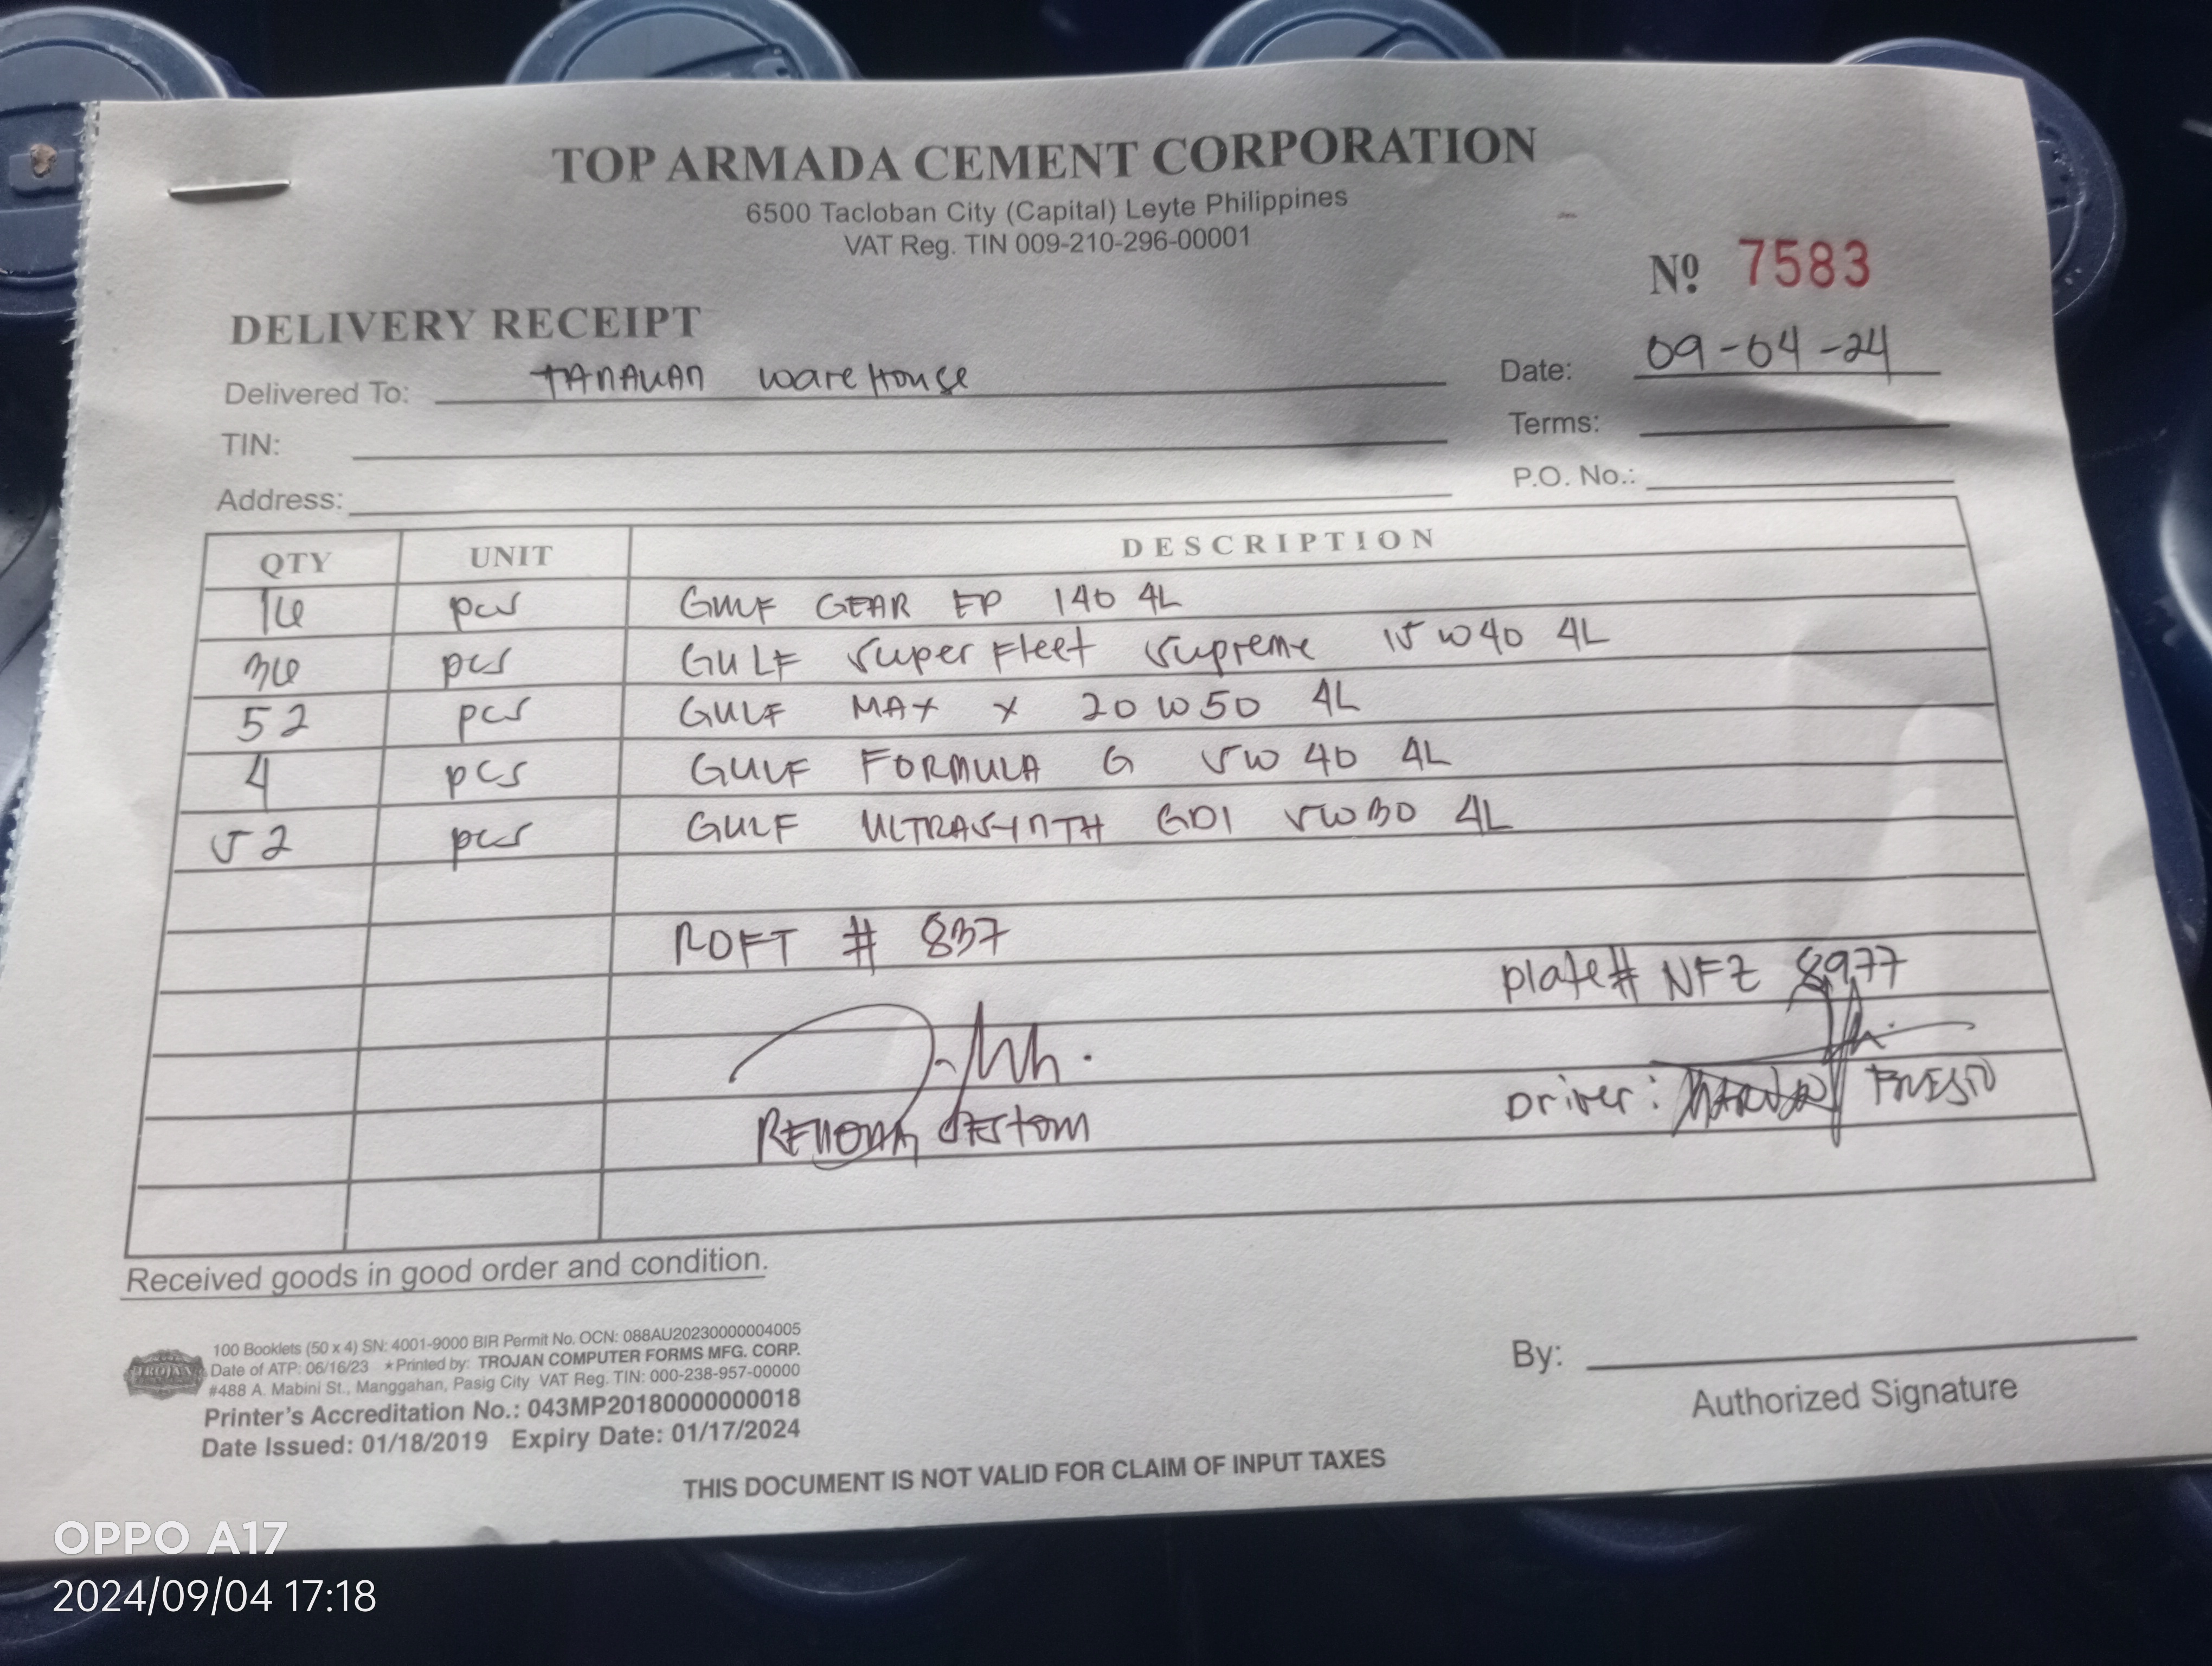 TOP ARMADA CEMENT CORPORATION
6500 Tacloban City (Capital) Leyte Philippines
VAT Reg. TIN 009-210-296-00001
Nº 7583
DELIVERY RECEIPT
Delivered To: TANAUAN WareHouse
Date: 09-04-24
TIN:
Terms:
Address:
P.O. No.:
QTY UNIT DESCRIPTION
16 pcs GULF GEAR EP 140 4L
36 pcs GULF Super Fleet Supreme 15W40 4L
52 pcs GULF MAX X 20W50 4L
4 pcs GULF FORMULA G 5W40 4L
52 pcs GULF ULTRASYNTH GDI 5W30 4L
ROFT # 837
Plate# NFZ 8977
Driver:
Received goods in good order and condition.
100 Booklets (50 x 4) SN: 4001-9000 BIR Permit No. OCN: 088AU20230000004005
Date of ATP: 06/16/23 ★Printed by: TROJAN COMPUTER FORMS MFG. CORP.
#488 A. Mabini St., Manggahan, Pasig City VAT Reg. TIN: 000-238-957-00000
Printer's Accreditation No.: 043MP20180000000018
Date Issued: 01/18/2019 Expiry Date: 01/17/2024
TROJAN
By:
Authorized Signature
THIS DOCUMENT IS NOT VALID FOR CLAIM OF INPUT TAXES
OPPO A17
2024/09/04 17:18